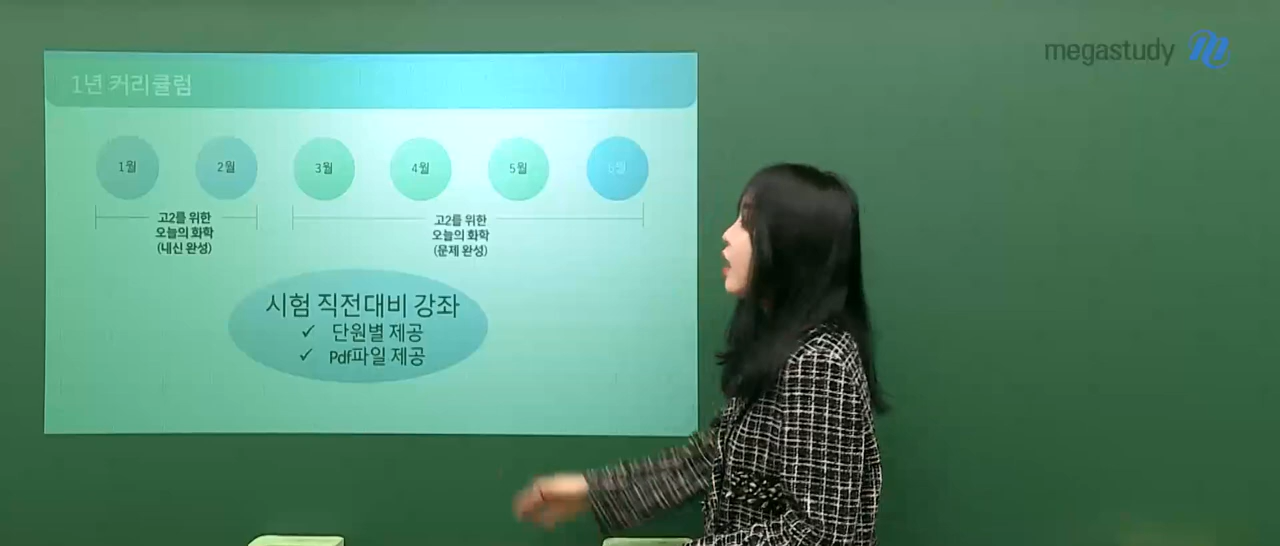 megastudy
1년 커리큘럼
1월 2월 3월 4월 5월 6월
고2를 위한
오늘의 화학
(내신 완성)
고2를 위한
오늘의 화학
(문제 완성)
시험 직전대비 강좌
✓ 단원별 제공
✓ Pdf파일 제공